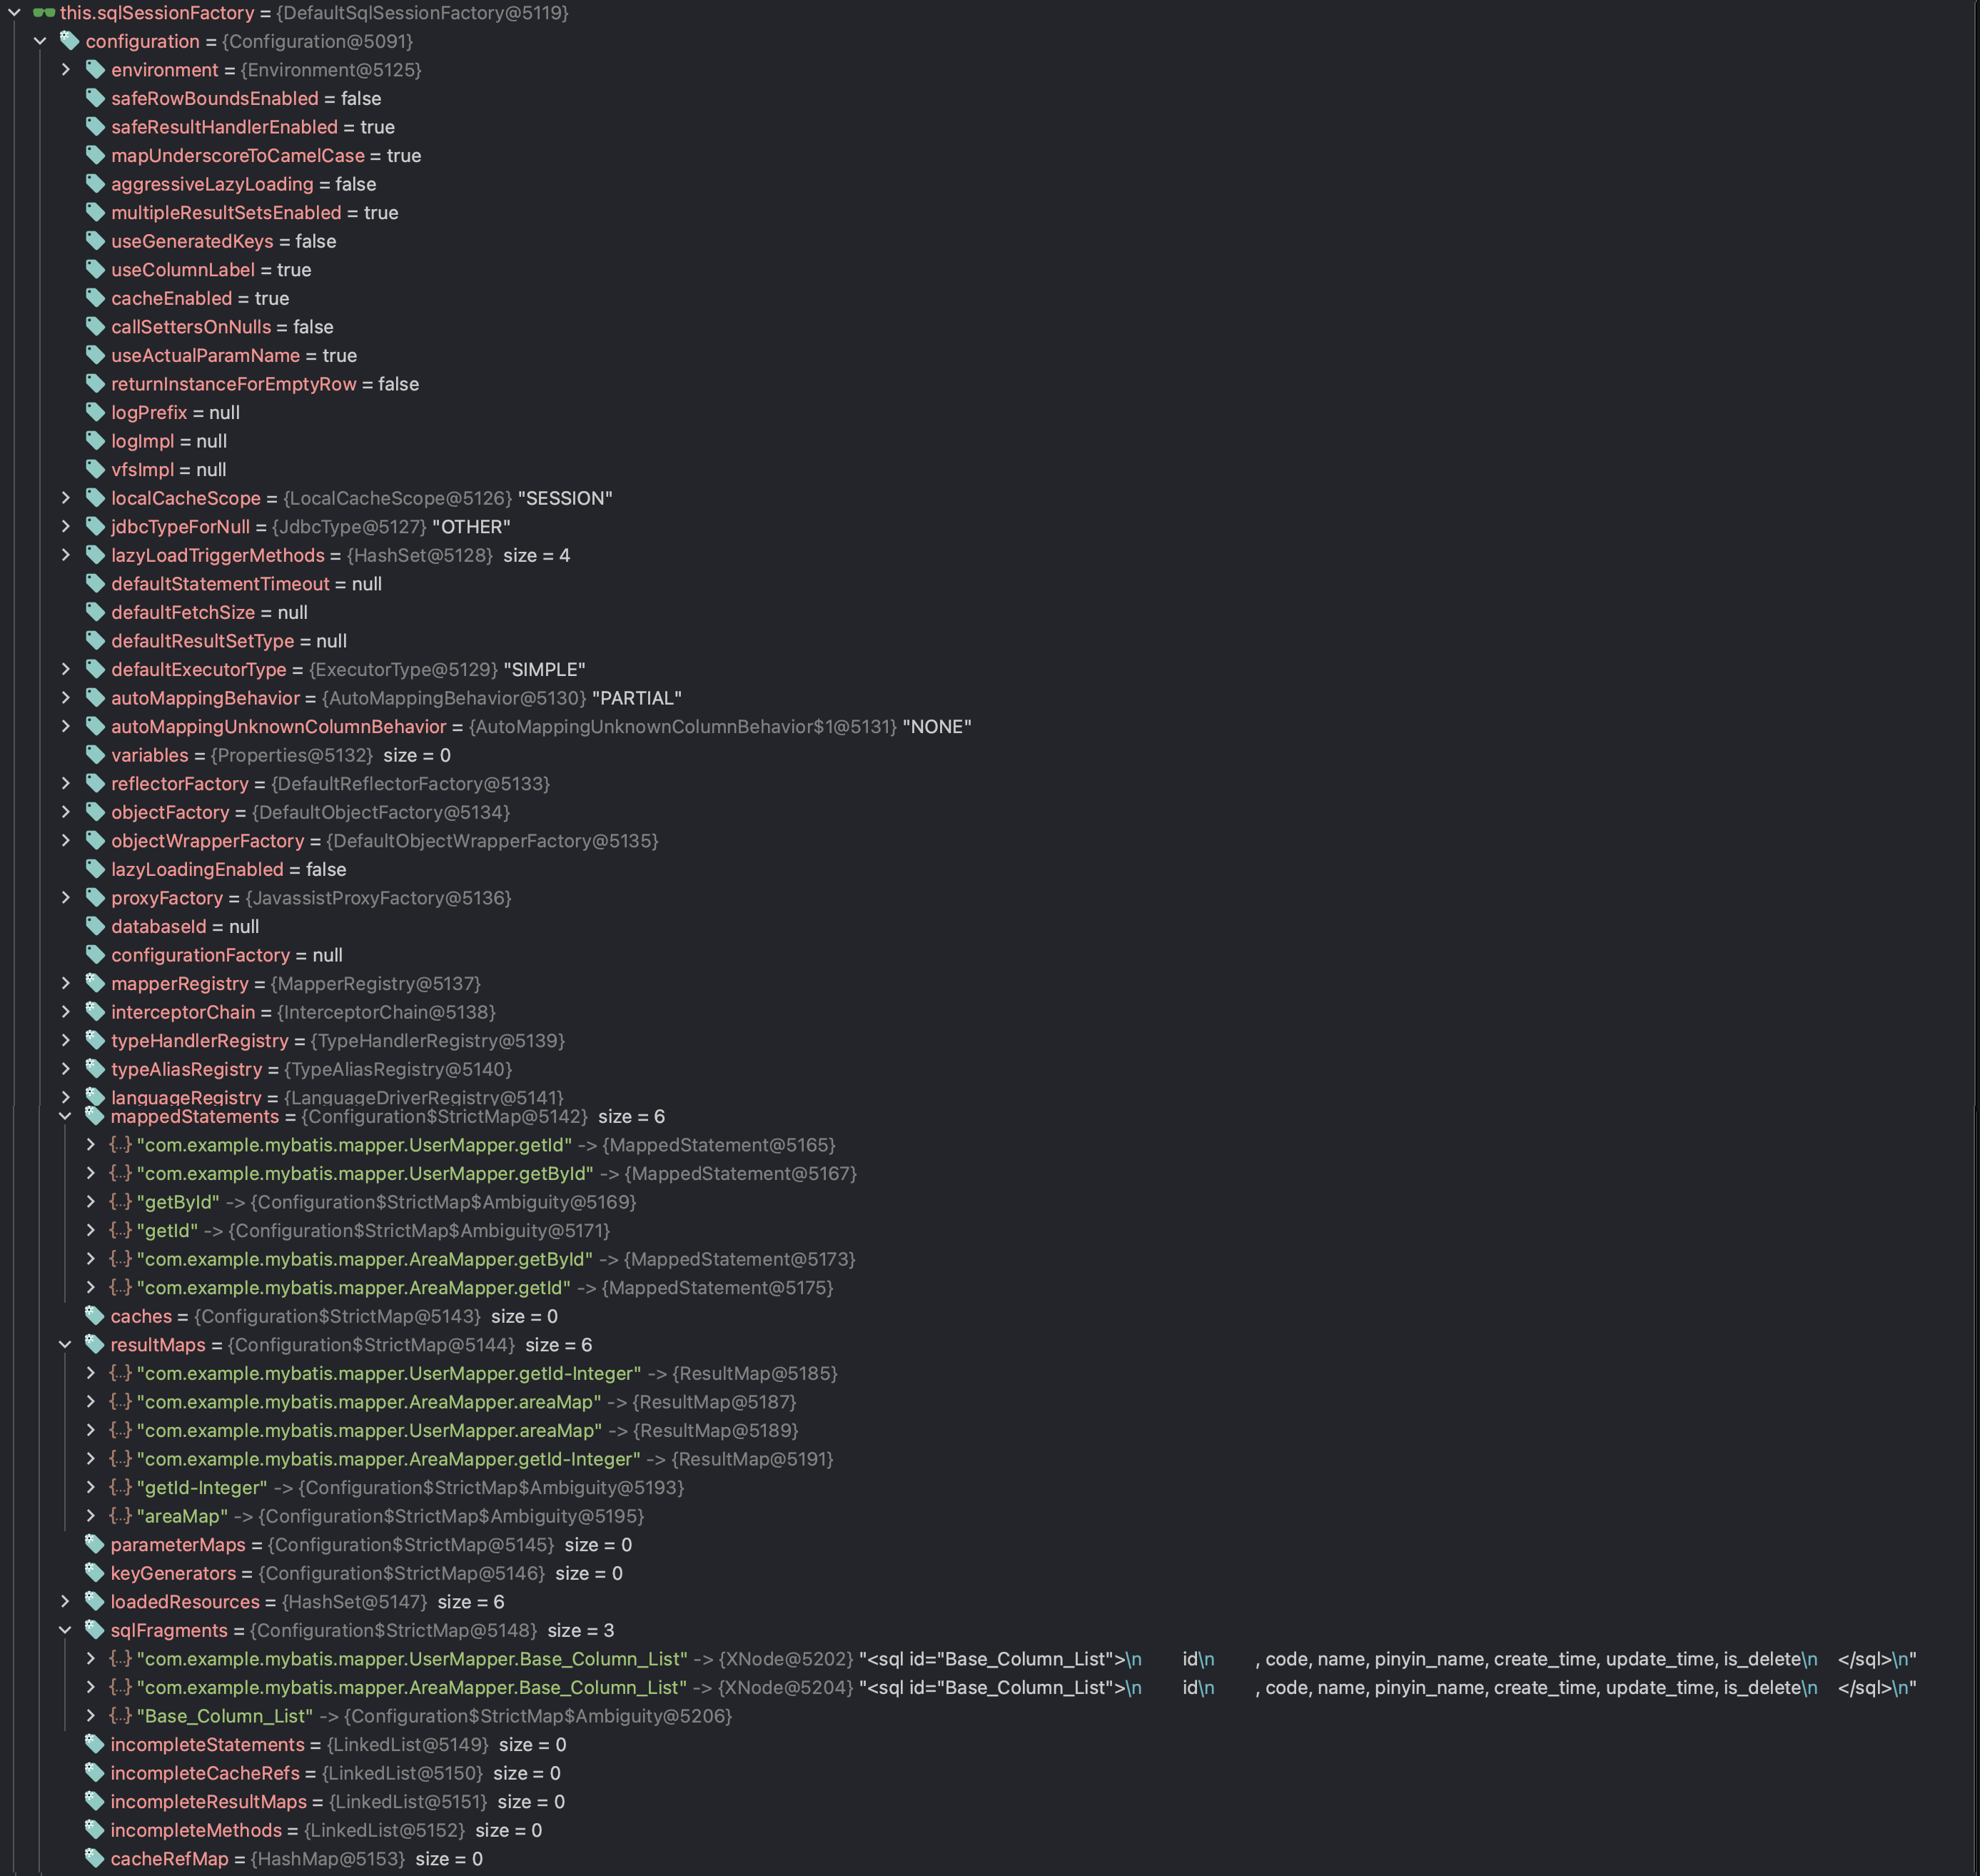 this.sqlSessionFactory = {DefaultSqlSessionFactory@5119}
configuration = {Configuration@5091}
environment = {Environment@5125}
safeRowBoundsEnabled = false
safeResultHandlerEnabled = true
mapUnderscoreToCamelCase = true
aggressiveLazyLoading = false
multipleResultSetsEnabled = true
useGeneratedKeys = false
useColumnLabel = true
cacheEnabled = true
callSettersOnNulls = false
useActualParamName = true
returnInstanceForEmptyRow = false
logPrefix = null
logImpl = null
vfsImpl = null
localCacheScope = {LocalCacheScope@5126} "SESSION"
jdbcTypeForNull = {JdbcType@5127} "OTHER"
lazyLoadTriggerMethods = {HashSet@5128} size = 4
defaultStatementTimeout = null
defaultFetchSize = null
defaultResultSetType = null
defaultExecutorType = {ExecutorType@5129} "SIMPLE"
autoMappingBehavior = {AutoMappingBehavior@5130} "PARTIAL"
autoMappingUnknownColumnBehavior = {AutoMappingUnknownColumnBehavior$1@5131} "NONE"
variables = {Properties@5132} size = 0
reflectorFactory = {DefaultReflectorFactory@5133}
objectFactory = {DefaultObjectFactory@5134}
objectWrapperFactory = {DefaultObjectWrapperFactory@5135}
lazyLoadingEnabled = false
proxyFactory = {JavassistProxyFactory@5136}
databaseId = null
configurationFactory = null
mapperRegistry = {MapperRegistry@5137}
interceptorChain = {InterceptorChain@5138}
typeHandlerRegistry = {TypeHandlerRegistry@5139}
typeAliasRegistry = {TypeAliasRegistry@5140}
languageRegistry = {LanguageDriverRegistry@5141}
mappedStatements = {Configuration$StrictMap@5142} size = 6
{...} "com.example.mybatis.mapper.UserMapper.getId" -> {MappedStatement@5165}
{...} "com.example.mybatis.mapper.UserMapper.getById" -> {MappedStatement@5167}
{...} "getById" -> {Configuration$StrictMap$Ambiguity@5169}
{...} "getId" -> {Configuration$StrictMap$Ambiguity@5171}
{...} "com.example.mybatis.mapper.AreaMapper.getById" -> {MappedStatement@5173}
{...} "com.example.mybatis.mapper.AreaMapper.getId" -> {MappedStatement@5175}
caches = {Configuration$StrictMap@5143} size = 0
resultMaps = {Configuration$StrictMap@5144} size = 6
{...} "com.example.mybatis.mapper.UserMapper.getId-Integer" -> {ResultMap@5185}
{...} "com.example.mybatis.mapper.AreaMapper.areaMap" -> {ResultMap@5187}
{...} "com.example.mybatis.mapper.UserMapper.areaMap" -> {ResultMap@5189}
{...} "com.example.mybatis.mapper.AreaMapper.getId-Integer" -> {ResultMap@5191}
{...} "getId-Integer" -> {Configuration$StrictMap$Ambiguity@5193}
{...} "areaMap" -> {Configuration$StrictMap$Ambiguity@5195}
parameterMaps = {Configuration$StrictMap@5145} size = 0
keyGenerators = {Configuration$StrictMap@5146} size = 0
loadedResources = {HashSet@5147} size = 6
sqlFragments = {Configuration$StrictMap@5148} size = 3
{...} "com.example.mybatis.mapper.UserMapper.Base_Column_List" -> {XNode@5202} "<sql id="Base_Column_List">\n id\n , code, name, pinyin_name, create_time, update_time, is_delete\n </sql>\n"
{...} "com.example.mybatis.mapper.AreaMapper.Base_Column_List" -> {XNode@5204} "<sql id="Base_Column_List">\n id\n , code, name, pinyin_name, create_time, update_time, is_delete\n </sql>\n"
{...} "Base_Column_List" -> {Configuration$StrictMap$Ambiguity@5206}
incompleteStatements = {LinkedList@5149} size = 0
incompleteCacheRefs = {LinkedList@5150} size = 0
incompleteResultMaps = {LinkedList@5151} size = 0
incompleteMethods = {LinkedList@5152} size = 0
cacheRefMap = {HashMap@5153} size = 0